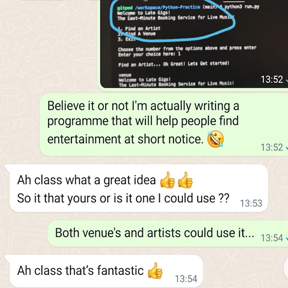 gitpod /workspace/Python-Practice (main) $ python3 run.py
Welcome to Late Gigs!
The Last-Minute Booking Service for Live Music!
1. Find an Artist
2. Find a Venue
3. Exit
Choose the number from the options above and press enter
Enter your choice here: 1
Find an Artist... Ok Great! Lets Get started!
venue
Welcome to Late Gigs!
The Last-Minute Booking Service for Live Music!
13:52
Believe it or not I'm actually writing a
programme that will help people find
entertainment at short notice. 🤣
13:52
Ah class what a great idea 👍👍
So it that yours or is it one I could use ??
13:53
Both venue's and artists could use it...
13:54
Ah class that's fantastic 👍
13:54